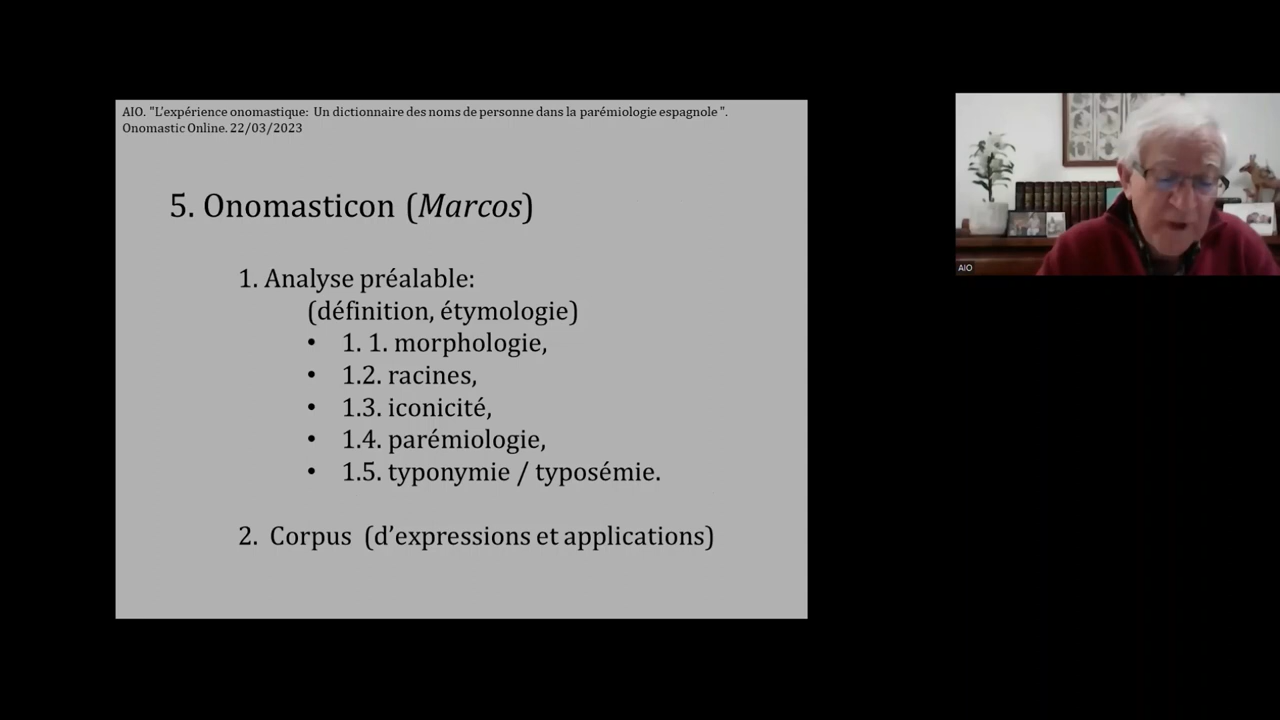 AIO. "L'expérience onomastique: Un dictionnaire des noms de personne dans la parémiologie espagnole ".
Onomastic Online. 22/03/2023
5. Onomasticon (Marcos)
1. Analyse préalable:
(définition, étymologie)
• 1. 1. morphologie,
• 1.2. racines,
• 1.3. iconicité,
• 1.4. parémiologie,
• 1.5. typonymie / typosémie.
2. Corpus (d'expressions et applications)
AIO